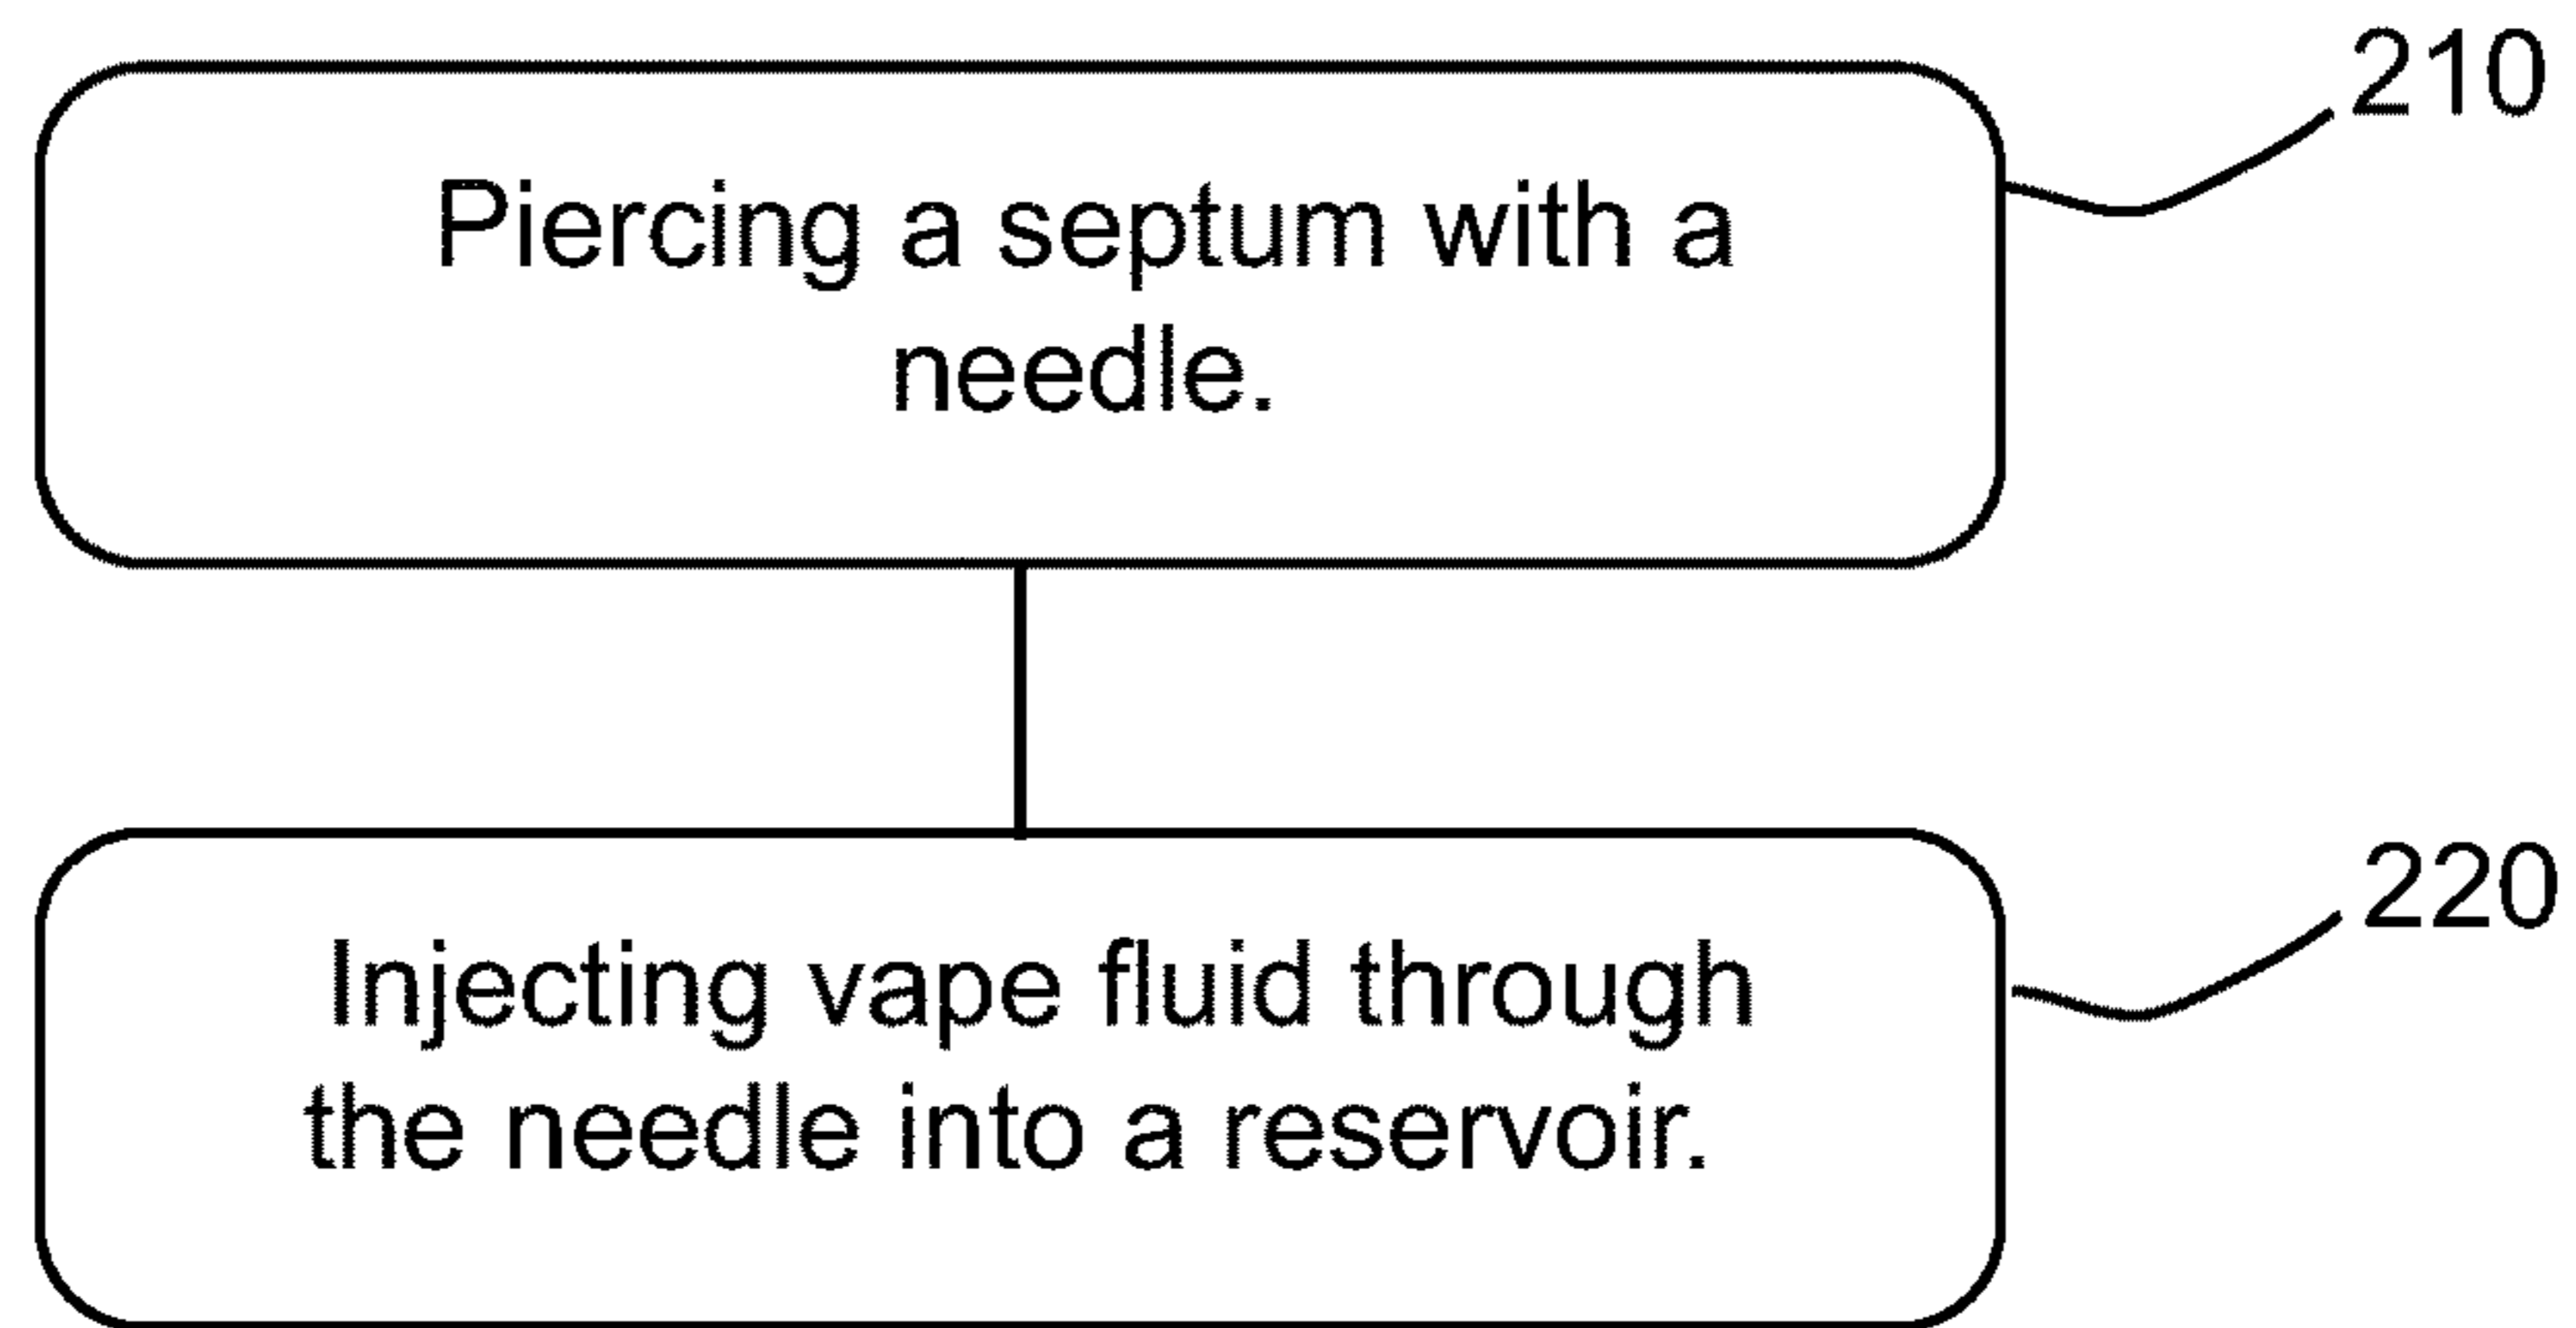 210
Piercing a septum with a
needle.
220
Injecting vape fluid through
the needle into a reservoir.